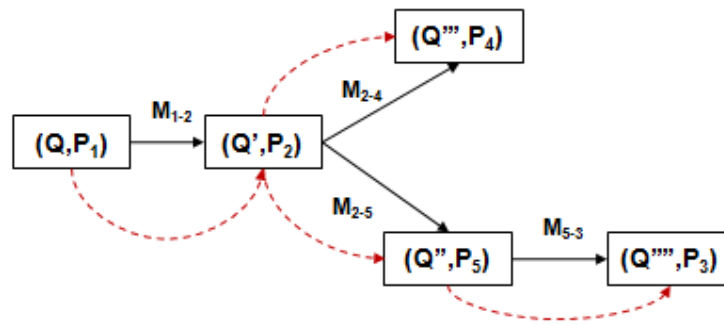 (Q''',P₄)
M₂₋₄
M₁₋₂
(Q,P₁)
(Q',P₂)
M₂₋₅
M₅₋₃
(Q'',P₅)
(Q'''',P₃)